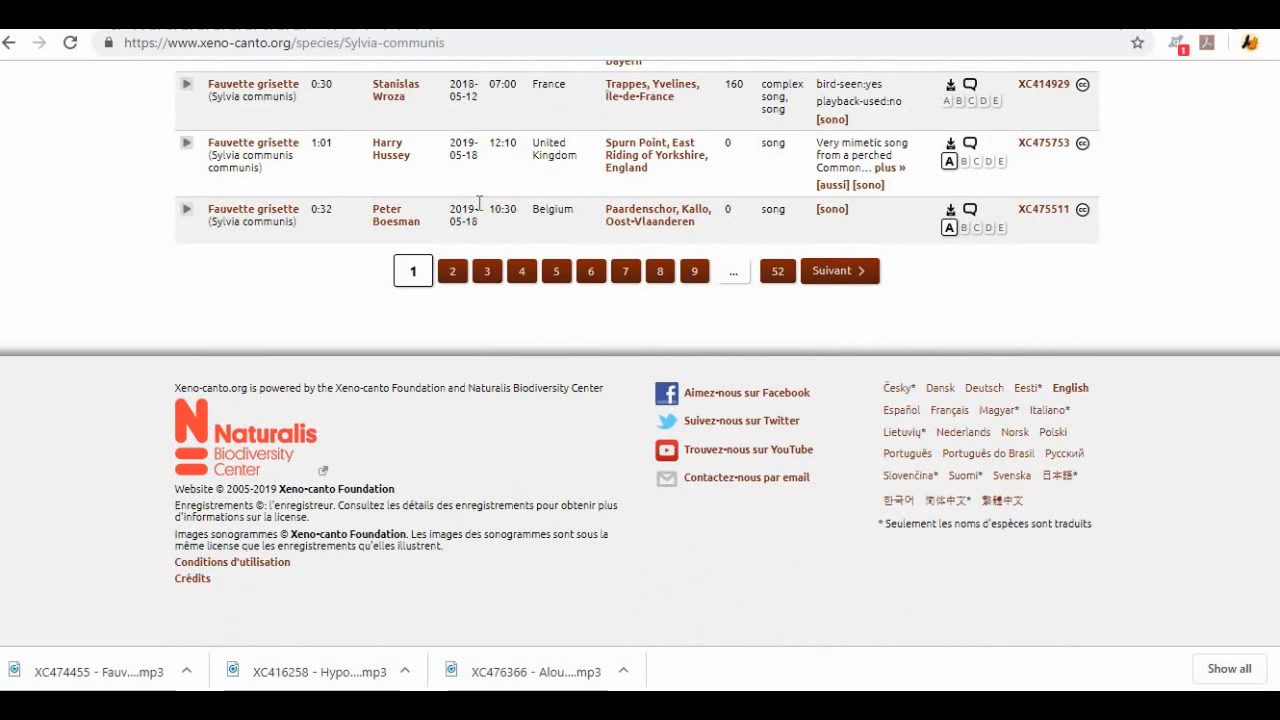 https://www.xeno-canto.org/species/Sylvia-communis
1
Bayern
Fauvette grisette 0:30 Stanislas 2018- 07:00 France Trappes, Yvelines, 160 complex bird-seen:yes XC414929
(Sylvia communis) Wroza 05-12 Île-de-France song, playback-used:no A B C D E
song [sono]
Fauvette grisette 1:01 Harry 2019- 12:10 United Spurn Point, East 0 song Very mimetic song XC475753
(Sylvia communis Hussey 05-18 Kingdom Riding of Yorkshire, from a perched A B C D E
communis) England Common... plus »
[aussi] [sono]
Fauvette grisette 0:32 Peter 2019- 10:30 Belgium Paardenschor, Kallo, 0 song [sono] XC475511
(Sylvia communis) Boesman 05-18 Oost-Vlaanderen A B C D E
1 2 3 4 5 6 7 8 9 ... 52 Suivant
Xeno-canto.org is powered by the Xeno-canto Foundation and Naturalis Biodiversity Center
Naturalis
Biodiversity
Center
Website © 2005-2019 Xeno-canto Foundation
Enregistrements ©: l'enregistreur. Consultez les détails des enregistrements pour obtenir plus
d'informations sur la license.
Images sonogrammes © Xeno-canto Foundation. Les images des sonogrammes sont sous la
même license que les enregistrements qu'elles illustrent.
Conditions d'utilisation
Crédits
Aimez-nous sur Facebook
Suivez-nous sur Twitter
Trouvez-nous sur YouTube
Contactez-nous par email
Česky* Dansk Deutsch Eesti* English
Español Français Magyar* Italiano*
Lietuvių* Nederlands Norsk Polski
Português Português do Brasil Русский
Slovenčina* Suomi* Svenska 日本語*
한국어 简体中文* 繁體中文
* Seulement les noms d'espèces sont traduits
XC474455 - Fauv....mp3
XC416258 - Hypo....mp3
XC476366 - Alou....mp3
Show all